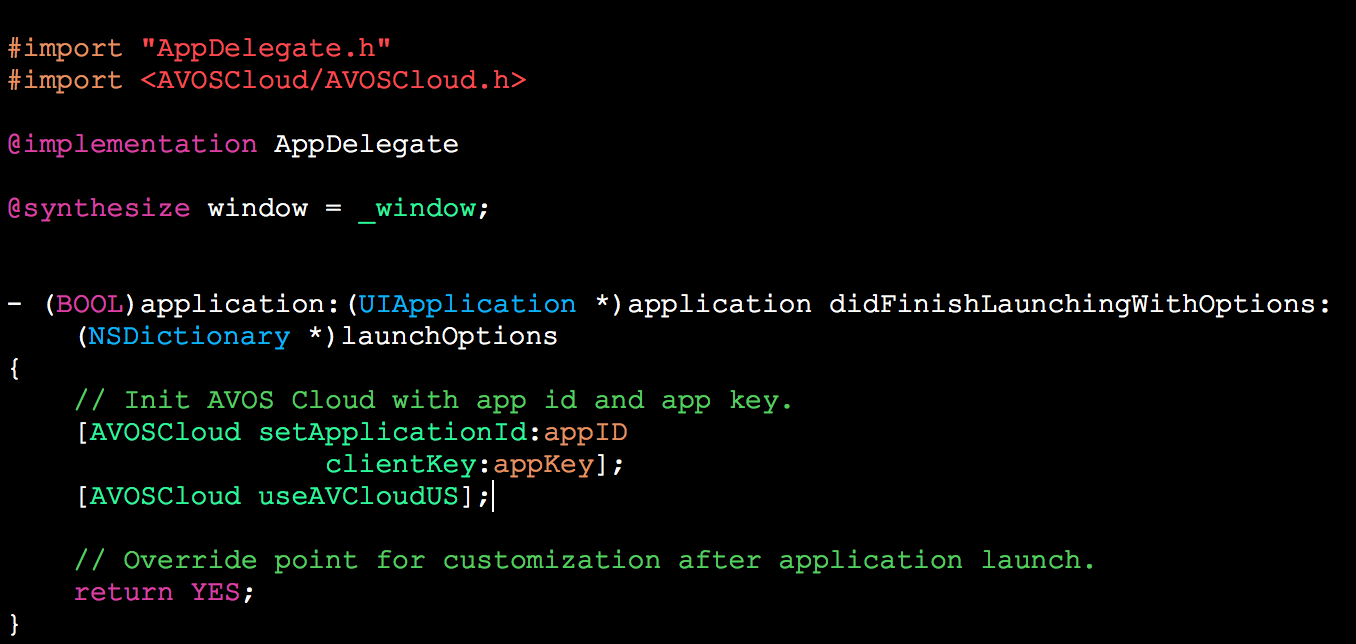 #import "AppDelegate.h"
#import <AVOSCloud/AVOSCloud.h>
@implementation AppDelegate
@synthesize window = _window;
- (BOOL)application:(UIApplication *)application didFinishLaunchingWithOptions:
(NSDictionary *)launchOptions
{
// Init AVOS Cloud with app id and app key.
[AVOSCloud setApplicationId:appID
clientKey:appKey];
[AVOSCloud useAVCloudUS];
// Override point for customization after application launch.
return YES;
}